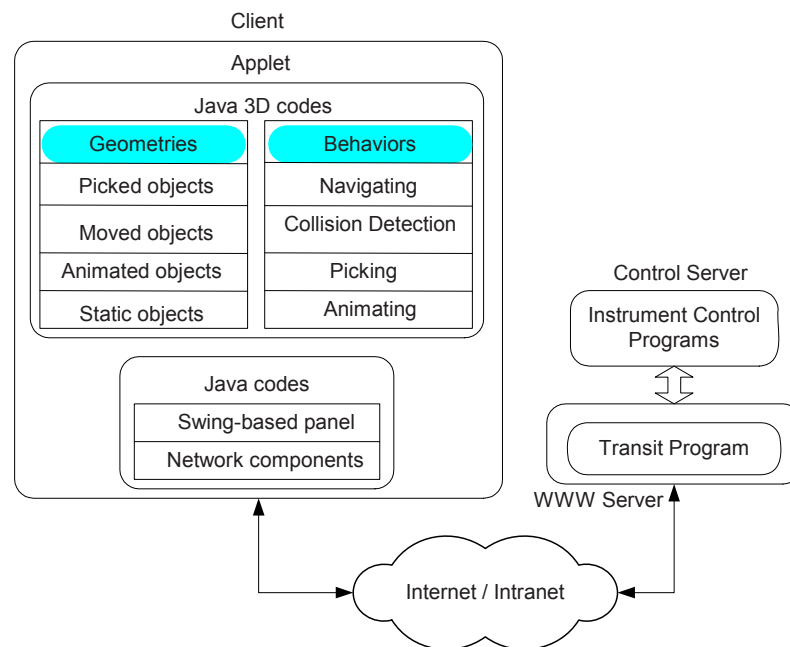 Client
Applet
Java 3D codes
Geometries
Picked objects
Moved objects
Animated objects
Static objects
Behaviors
Navigating
Collision Detection
Picking
Animating
Java codes
Swing-based panel
Network components
Control Server
Instrument Control
Programs
Transit Program
WWW Server
Internet / Intranet